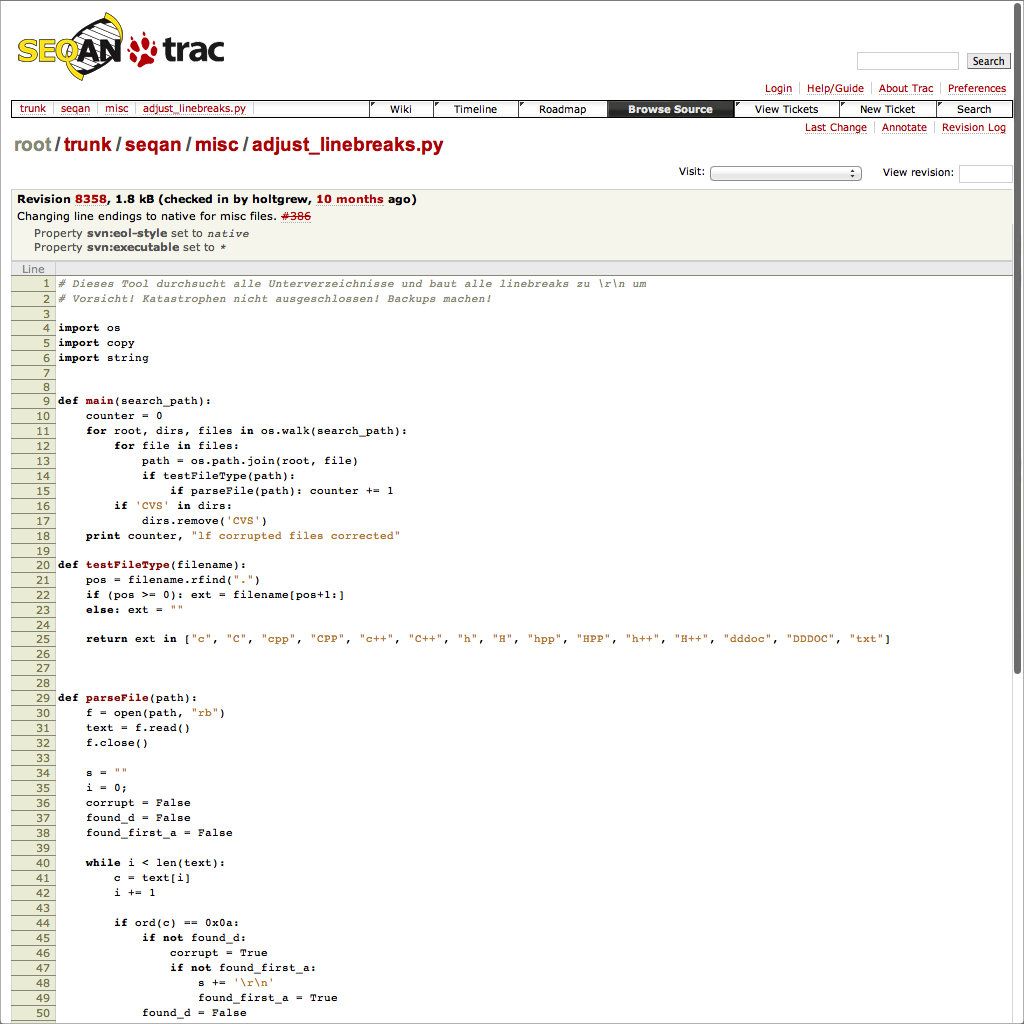 SEQAN trac
Search
Login Help/Guide About Trac Preferences
trunk seqan misc adjust_linebreaks.py Wiki Timeline Roadmap Browse Source View Tickets New Ticket Search
Last Change Annotate Revision Log
root/trunk/seqan/misc/adjust_linebreaks.py
Visit: View revision:
Revision 8358, 1.8 kB (checked in by holtgrew, 10 months ago)
Changing line endings to native for misc files. #386
Property svn:eol-style set to native
Property svn:executable set to *
Line
1 # Dieses Tool durchsucht alle Unterverzeichnisse und baut alle linebreaks zu \r\n um
2 # Vorsicht! Katastrophen nicht ausgeschlossen! Backups machen!
3
4 import os
5 import copy
6 import string
7
8
9 def main(search_path):
10     counter = 0
11     for root, dirs, files in os.walk(search_path):
12         for file in files:
13             path = os.path.join(root, file)
14             if testFileType(path):
15                 if parseFile(path): counter += 1
16         if 'CVS' in dirs:
17             dirs.remove('CVS')
18     print counter, "lf corrupted files corrected"
19
20 def testFileType(filename):
21     pos = filename.rfind(".")
22     if (pos >= 0): ext = filename[pos+1:]
23     else: ext = ""
24
25     return ext in ["c", "C", "cpp", "CPP", "c++", "C++", "h", "H", "hpp", "HPP", "h++", "H++", "dddoc", "DDDOC", "txt"]
26
27
28
29 def parseFile(path):
30     f = open(path, "rb")
31     text = f.read()
32     f.close()
33
34     s = ""
35     i = 0;
36     corrupt = False
37     found_d = False
38     found_first_a = False
39
40     while i < len(text):
41         c = text[i]
42         i += 1
43
44         if ord(c) == 0x0a:
45             if not found_d:
46                 corrupt = True
47                 if not found_first_a:
48                     s += '\r\n'
49                     found_first_a = True
50             found_d = False